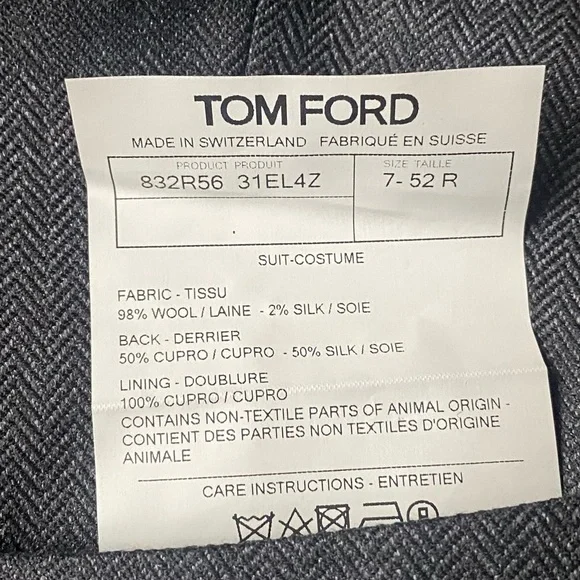 TOM FORD
MADE IN SWITZERLAND FABRIQUÉ EN SUISSE
PRODUCT PRODUIT SIZE TAILLE
832R56 31EL4Z 7- 52 R
SUIT-COSTUME
FABRIC - TISSU
98% WOOL / LAINE - 2% SILK / SOIE
BACK - DERRIER
50% CUPRO / CUPRO - 50% SILK / SOIE
LINING - DOUBLURE
100% CUPRO / CUPRO
CONTAINS NON-TEXTILE PARTS OF ANIMAL ORIGIN -
CONTIENT DES PARTIES NON TEXTILES D'ORIGINE
ANIMALE
CARE INSTRUCTIONS - ENTRETIEN